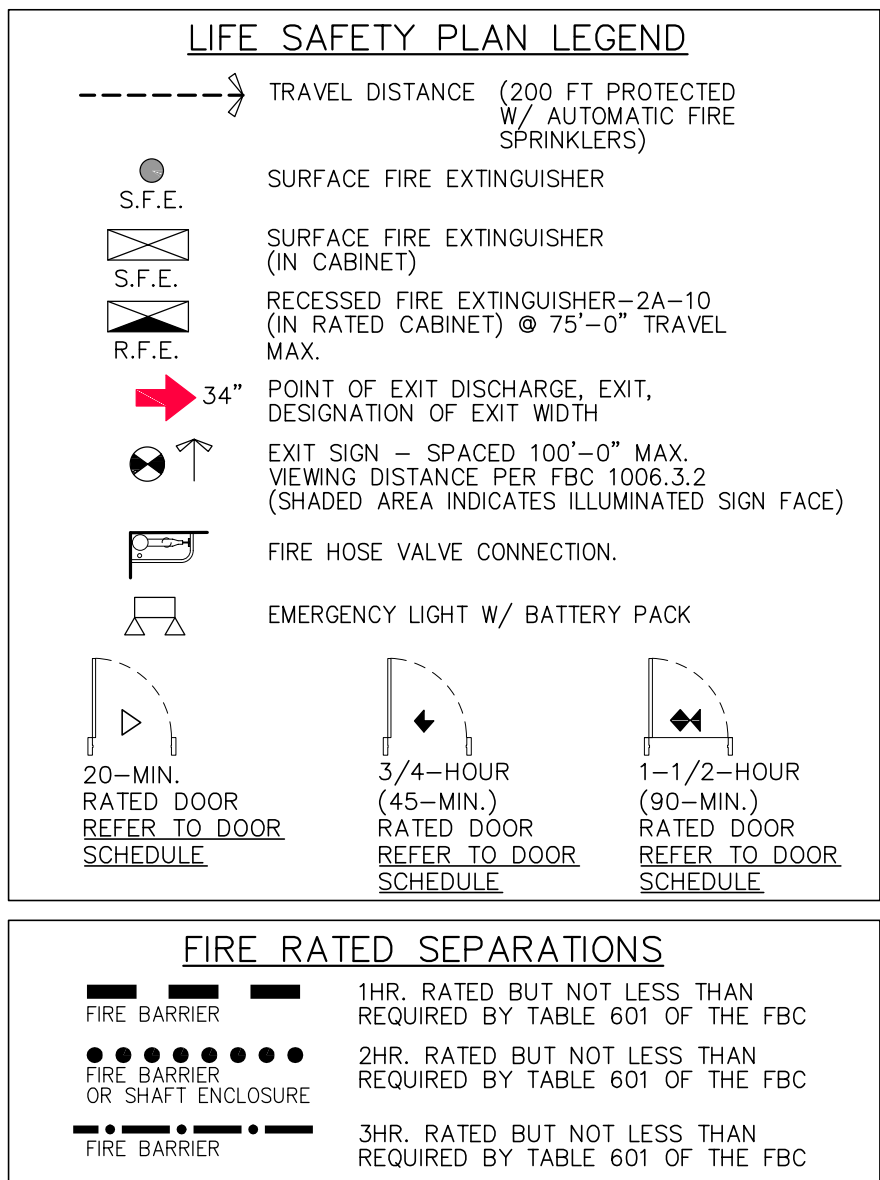 LIFE SAFETY PLAN LEGEND
TRAVEL DISTANCE (200 FT PROTECTED
W/ AUTOMATIC FIRE
SPRINKLERS)
S.F.E.
SURFACE FIRE EXTINGUISHER
S.F.E.
SURFACE FIRE EXTINGUISHER
(IN CABINET)
R.F.E.
RECESSED FIRE EXTINGUISHER–2A–10
(IN RATED CABINET) @ 75'–0" TRAVEL
MAX.
34"
POINT OF EXIT DISCHARGE, EXIT,
DESIGNATION OF EXIT WIDTH
EXIT SIGN – SPACED 100'–0" MAX.
VIEWING DISTANCE PER FBC 1006.3.2
(SHADED AREA INDICATES ILLUMINATED SIGN FACE)
FIRE HOSE VALVE CONNECTION.
EMERGENCY LIGHT W/ BATTERY PACK
20–MIN.
RATED DOOR
REFER TO DOOR
SCHEDULE
3/4–HOUR
(45–MIN.)
RATED DOOR
REFER TO DOOR
SCHEDULE
1–1/2–HOUR
(90–MIN.)
RATED DOOR
REFER TO DOOR
SCHEDULE
FIRE RATED SEPARATIONS
FIRE BARRIER
1HR. RATED BUT NOT LESS THAN
REQUIRED BY TABLE 601 OF THE FBC
FIRE BARRIER
OR SHAFT ENCLOSURE
2HR. RATED BUT NOT LESS THAN
REQUIRED BY TABLE 601 OF THE FBC
FIRE BARRIER
3HR. RATED BUT NOT LESS THAN
REQUIRED BY TABLE 601 OF THE FBC